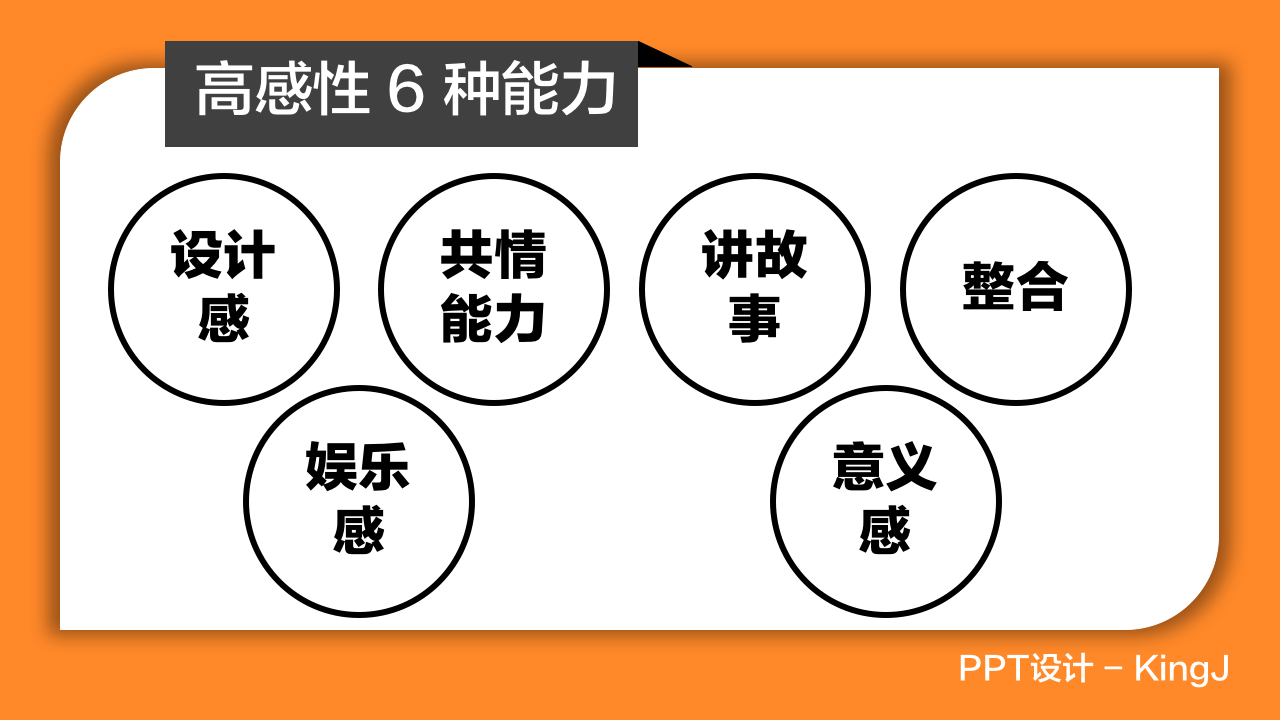 高感性 6 种能力
设计
感
共情
能力
讲故
事
整合
娱乐
感
意义
感
PPT设计 – KingJ